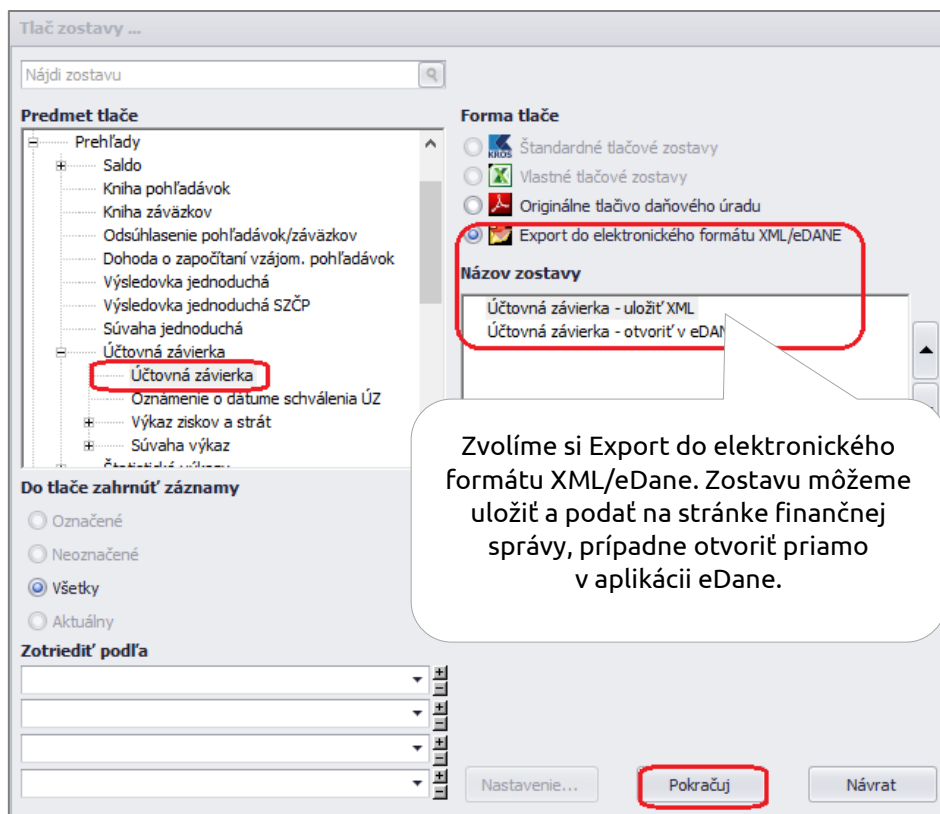 Tlač zostavy ...
Nájdi zostavu
Predmet tlače
Prehľady
Saldo
Kniha pohľadávok
Kniha záväzkov
Odsúhlasenie pohľadávok/záväzkov
Dohoda o započítaní vzájom. pohľadávok
Výsledovka jednoduchá
Výsledovka jednoduchá SZČP
Súvaha jednoduchá
Účtovná závierka
Účtovná závierka
Oznámenie o dátume schválenia ÚZ
Výkaz ziskov a strát
Súvaha výkaz
Štatistické výkazy
Forma tlače
KROS
Štandardné tlačové zostavy
Vlastné tlačové zostavy
Originálne tlačivo daňového úradu
Export do elektronického formátu XML/eDANE
Názov zostavy
Účtovná závierka - uložiť XML
Účtovná závierka - otvoriť v
Zvolíme si Export do elektronického
formátu XML/eDane. Zostavu môžeme
uložiť a podať na stránke finančnej
správy, prípadne otvoriť priamo
v aplikácii eDane.
Do tlače zahrnúť záznamy
Označené
Neoznačené
Všetky
Aktuálny
Zotriediť podľa
Nastavenie...
Pokračuj
Návrat